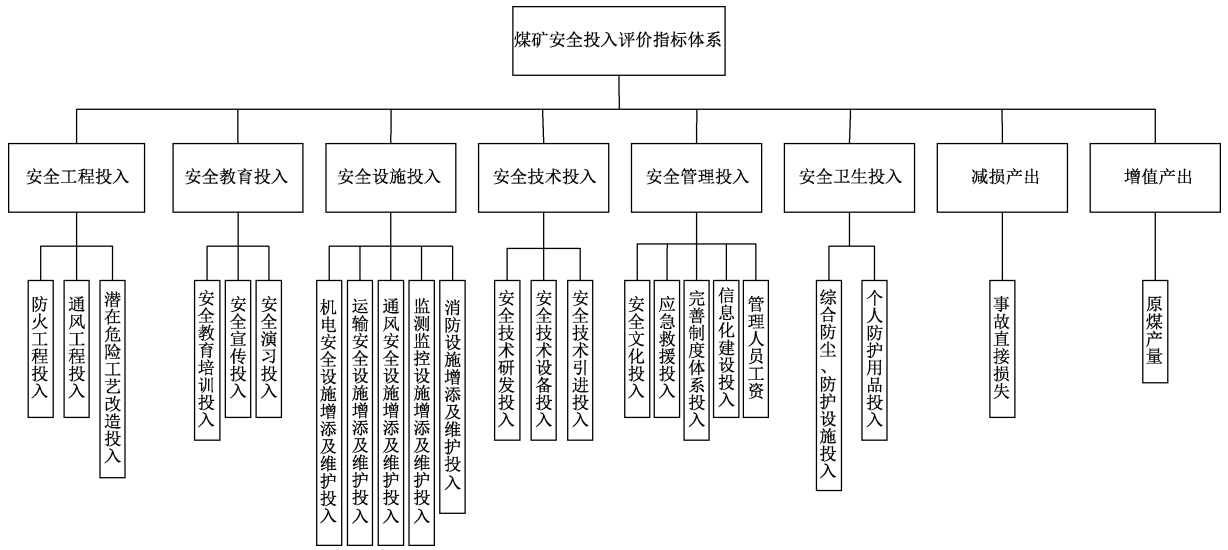 煤矿安全投入评价指标体系
安全工程投入
安全教育投入
安全设施投入
安全技术投入
安全管理投入
安全卫生投入
减损产出
增值产出
防火工程投入
通风工程投入
潜在危险工艺改造投入
安全教育培训投入
安全宣传投入
安全演习投入
机电安全设施增添及维护投入
运输安全设施增添及维护投入
通风安全设施增添及维护投入
监测监控设施增添及维护投入
消防设施增添及维护投入
安全技术研发投入
安全技术设备投入
安全技术引进投入
安全文化投入
应急救援投入
完善制度体系投入
信息化建设投入
管理人员工资
综合防尘、防护设施投入
个人防护用品投入
事故直接损失
原煤产量